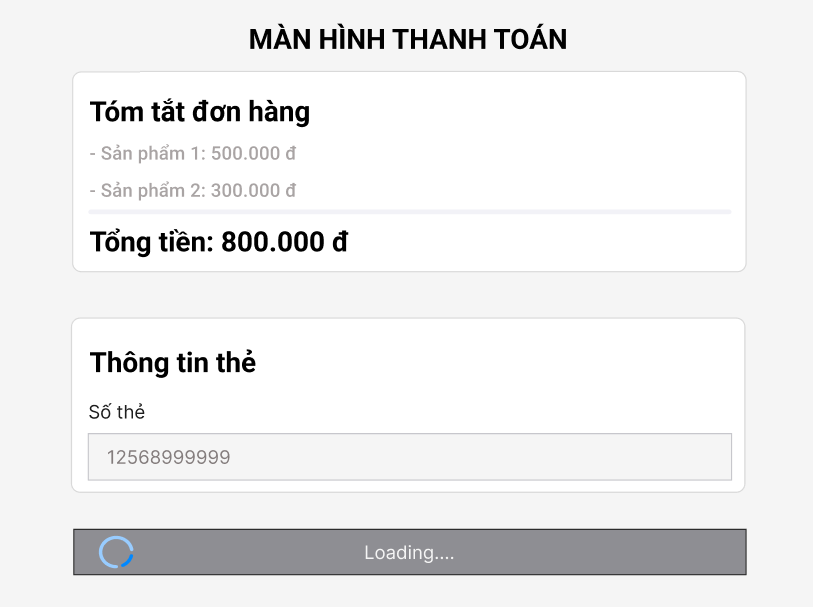 MÀN HÌNH THANH TOÁN
Tóm tắt đơn hàng
- Sản phẩm 1: 500.000 đ
- Sản phẩm 2: 300.000 đ
Tổng tiền: 800.000 đ
Thông tin thẻ
Số thẻ
12568999999
Loading....